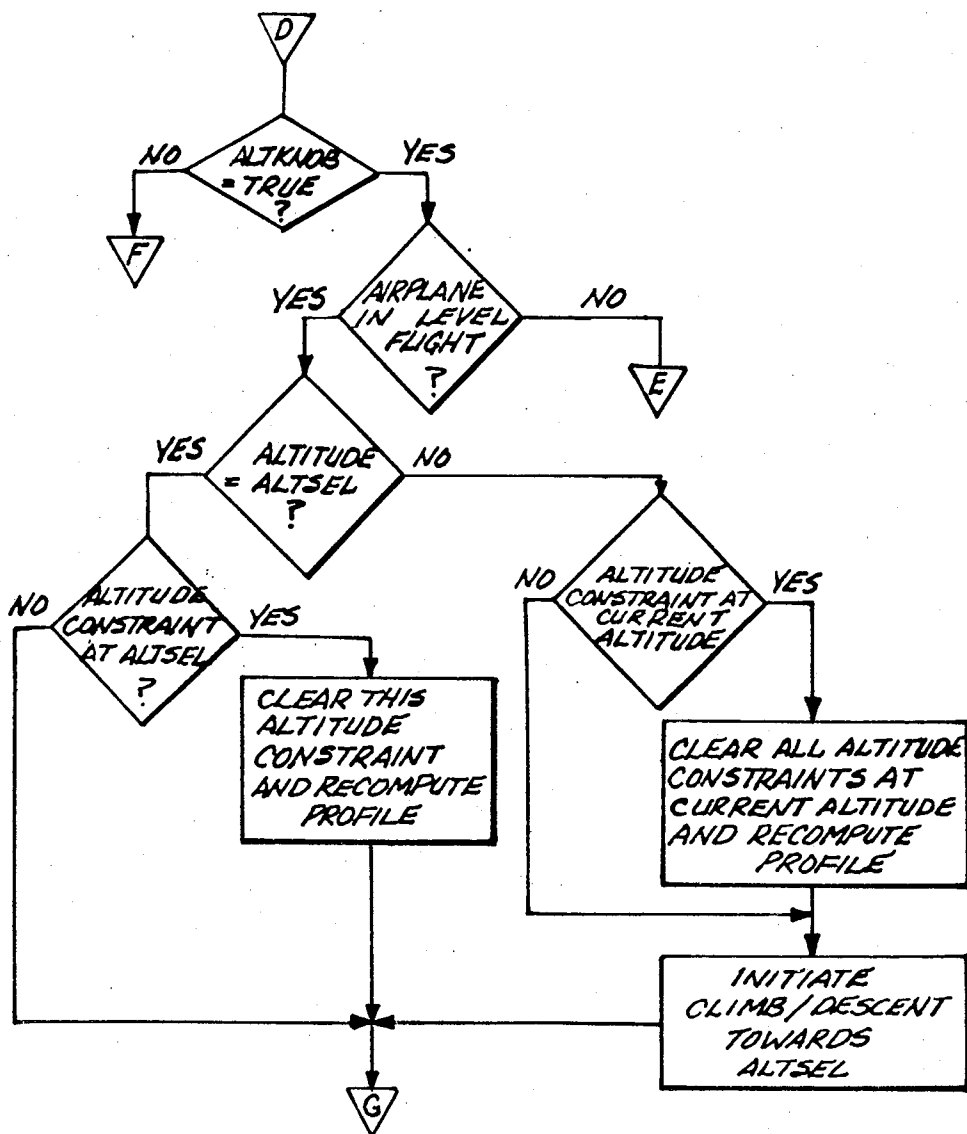 D
ALTKNOB
= TRUE
?
NO
YES
F
AIRPLANE
IN LEVEL
FLIGHT
?
YES
NO
E
ALTITUDE
= ALTSEL
?
YES
NO
ALTITUDE
CONSTRAINT
AT ALTSEL
?
NO
YES
ALTITUDE
CONSTRAINT AT
CURRENT
ALTITUDE
NO
YES
CLEAR THIS
ALTITUDE
CONSTRAINT
AND RECOMPUTE
PROFILE
CLEAR ALL ALTITUDE
CONSTRAINTS AT
CURRENT ALTITUDE
AND RECOMPUTE
PROFILE
INITIATE
CLIMB/DESCENT
TOWARDS
ALTSEL
G